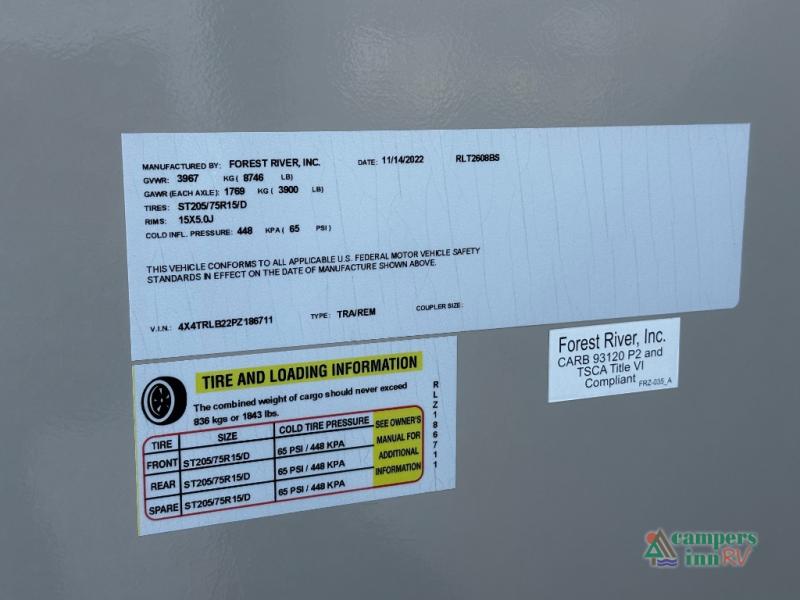 MANUFACTURED BY: FOREST RIVER, INC. DATE: 11/14/2022 RLT2608BS
GVWR: 3967 KG ( 8746 LB)
GAWR (EACH AXLE): 1769 KG ( 3900 LB)
TIRES: ST205/75R15/D
RIMS: 15X5.0J
COLD INFL. PRESSURE: 448 KPA ( 65 PSI )
THIS VEHICLE CONFORMS TO ALL APPLICABLE U.S. FEDERAL MOTOR VEHICLE SAFETY
STANDARDS IN EFFECT ON THE DATE OF MANUFACTURE SHOWN ABOVE.
V.I.N.: 4X4TRLB22PZ186711 TYPE: TRA/REM COUPLER SIZE:
Forest River, Inc.
CARB 93120 P2 and
TSCA Title VI
Compliant FRZ-035_A
TIRE AND LOADING INFORMATION
The combined weight of cargo should never exceed
836 kgs or 1843 lbs.
TIRE SIZE COLD TIRE PRESSURE
FRONT ST205/75R15/D 65 PSI / 448 KPA
REAR ST205/75R15/D 65 PSI / 448 KPA
SPARE ST205/75R15/D 65 PSI / 448 KPA
SEE OWNER'S
MANUAL FOR
ADDITIONAL
INFORMATION
RLZ186711
campers
inn RV